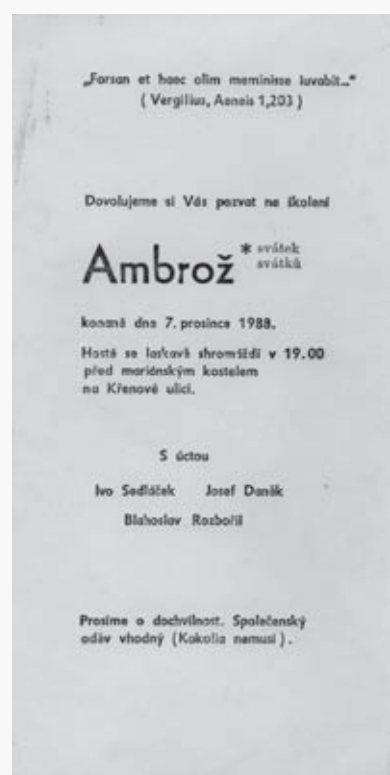 „Forsan et haec olim meminisse iuvabit...“
( Vergilius, Aeneis 1,203 )
Dovolujeme si Vás pozvat na školení
Ambrož * svátek
svátků
konané dne 7. prosince 1988.
Hosté se laskavě shromáždí v 19.00
před mariánským kostelem
na Křenové ulici.
S úctou
Ivo Sedláček Josef Daněk
Blahoslav Rozbořil
Prosíme o dochvilnost. Společenský
oděv vhodný (Kokolia nemusí).